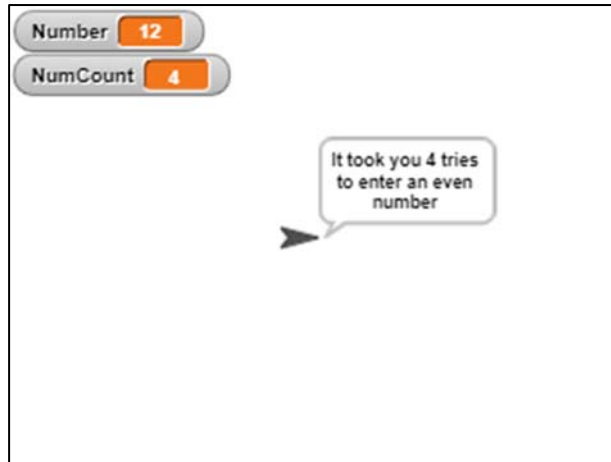 Number 12
NumCount 4
It took you 4 tries
to enter an even
number